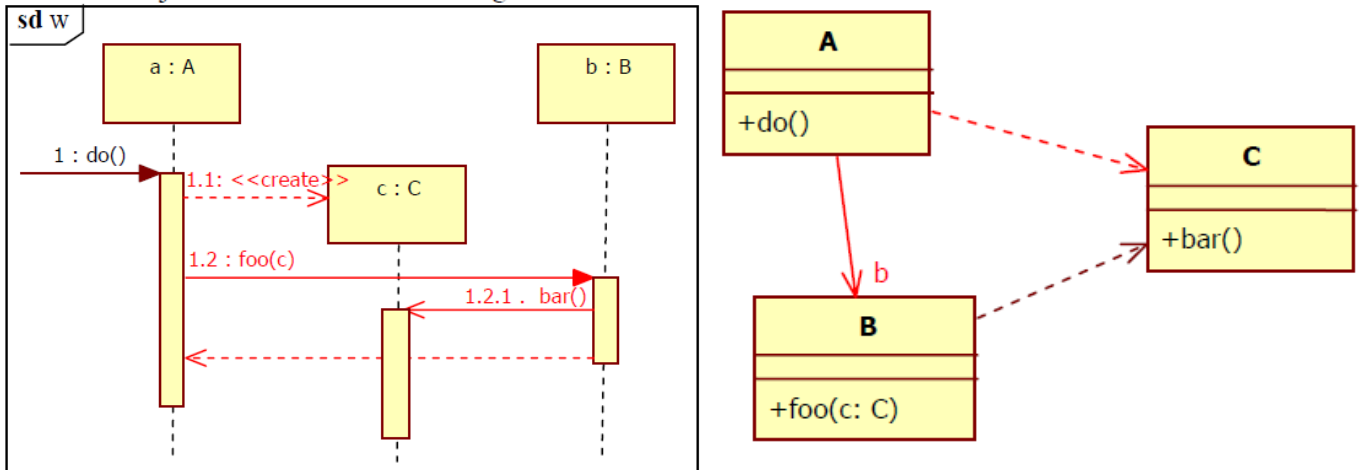 sd w
a : A
b : B
1 : do()
1.1: <<create>>
c : C
1.2 : foo(c)
1.2.1 . bar()
A
+do()
C
+bar()
b
B
+foo(c: C)